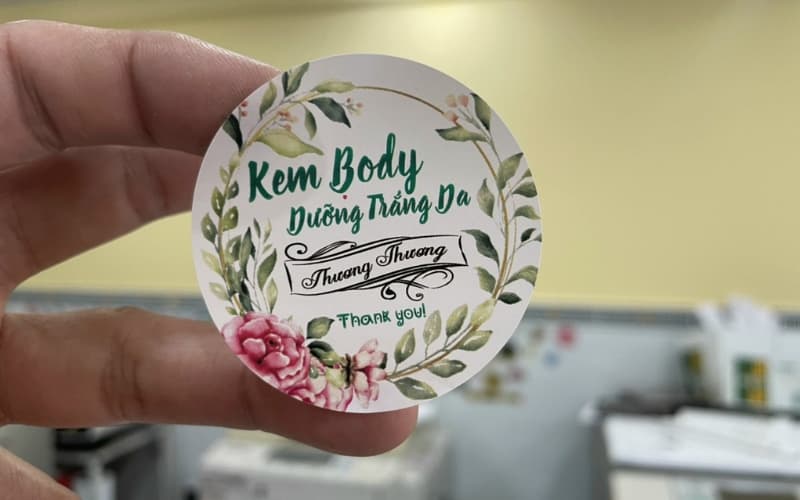 Kem Body
Dưỡng Trắng Da
Thương Thương
Thank you!